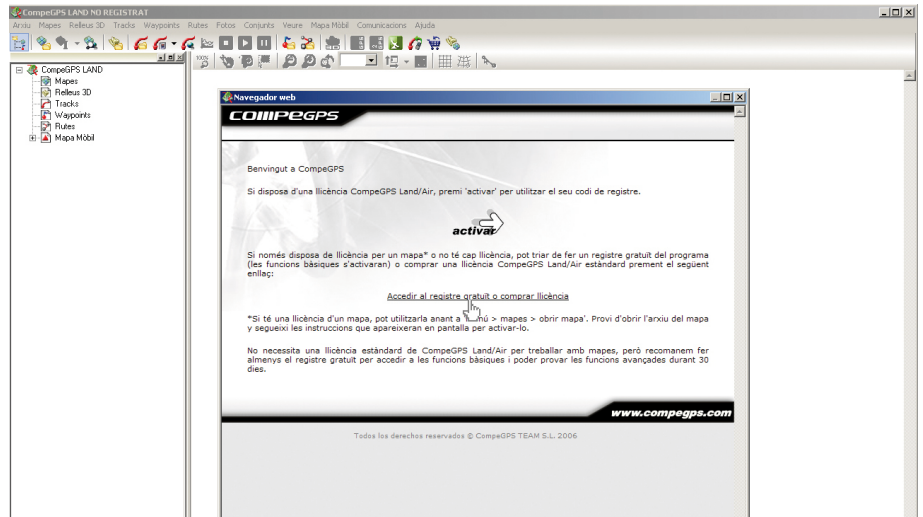 CompeGPS LAND NO REGISTRAT
Arxiu Mapes Relleus 3D Tracks Waypoints Rutes Fotos Conjunts Veure Mapa Mòbil Comunicacions Ajuda
100%
CompeGPS LAND
Mapes
Relleus 3D
Tracks
Waypoints
Rutes
Mapa Mòbil
Navegador web
COMPEGPS
Benvingut a CompeGPS
Si disposa d'una llicència CompeGPS Land/Air, premi 'activar' per utilitzar el seu codi de registre.
activar
Si només disposa de llicència per un mapa* o no té cap llicència, pot triar de fer un registre gratuït del programa
(les funcions bàsiques s'activaran) o comprar una llicència CompeGPS Land/Air estàndard prement el següent
enllaç:
Accedir al registre gratuït o comprar llicència
*Si té una llicència d'un mapa, pot utilitzarla anant a 'menú > mapes > obrir mapa'. Provi d'obrir l'arxiu del mapa
y segueixi les instruccions que apareixeran en pantalla per activar-lo.
No necessita una llicència estàndard de CompeGPS Land/Air per treballar amb mapes, però recomanem fer
almenys el registre gratuït per accedir a les funcions bàsiques i poder provar les funcions avançades durant 30
dies.
www.compegps.com
Todos los derechos reservados © CompeGPS TEAM S.L. 2006